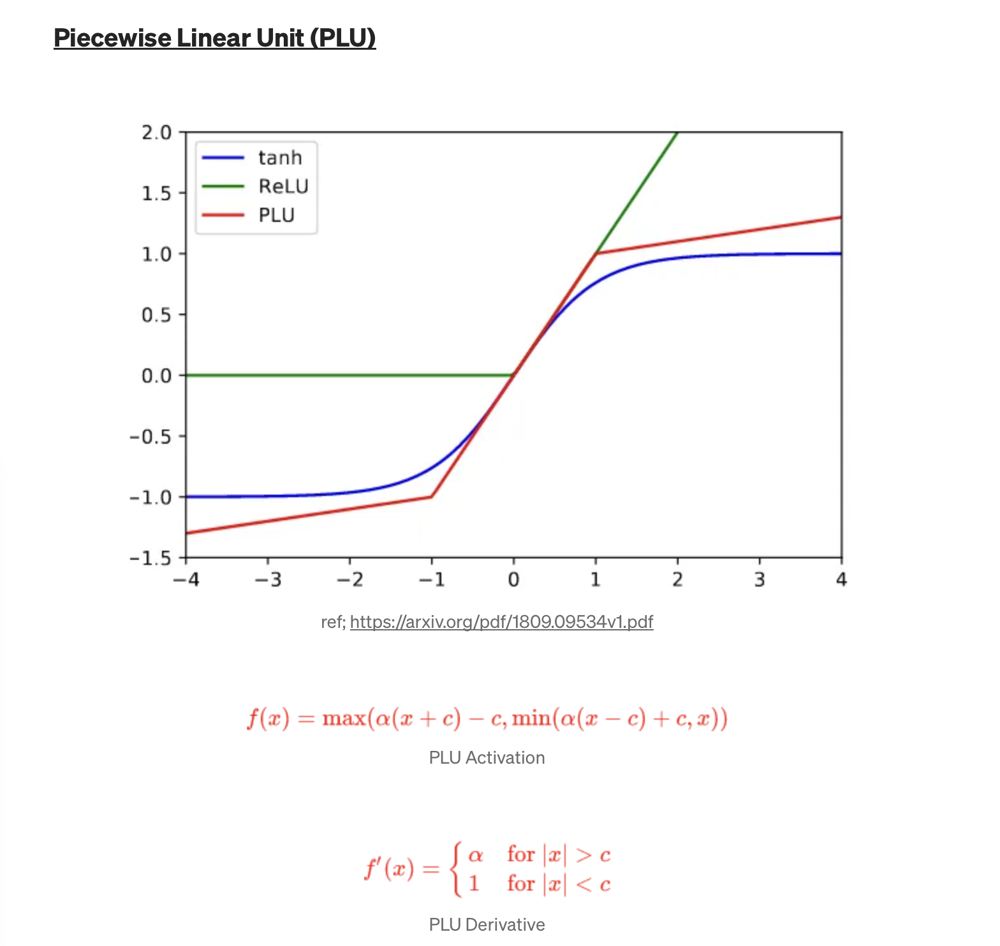 Piecewise Linear Unit (PLU)
2.0
1.5
1.0
0.5
0.0
−0.5
−1.0
−1.5
tanh
ReLU
PLU
−4 −3 −2 −1 0 1 2 3 4
ref; https://arxiv.org/pdf/1809.09534v1.pdf
f(x) = max(α(x + c) − c, min(α(x − c) + c, x))
PLU Activation
f′(x) = { α for |x| > c
1 for |x| < c
PLU Derivative